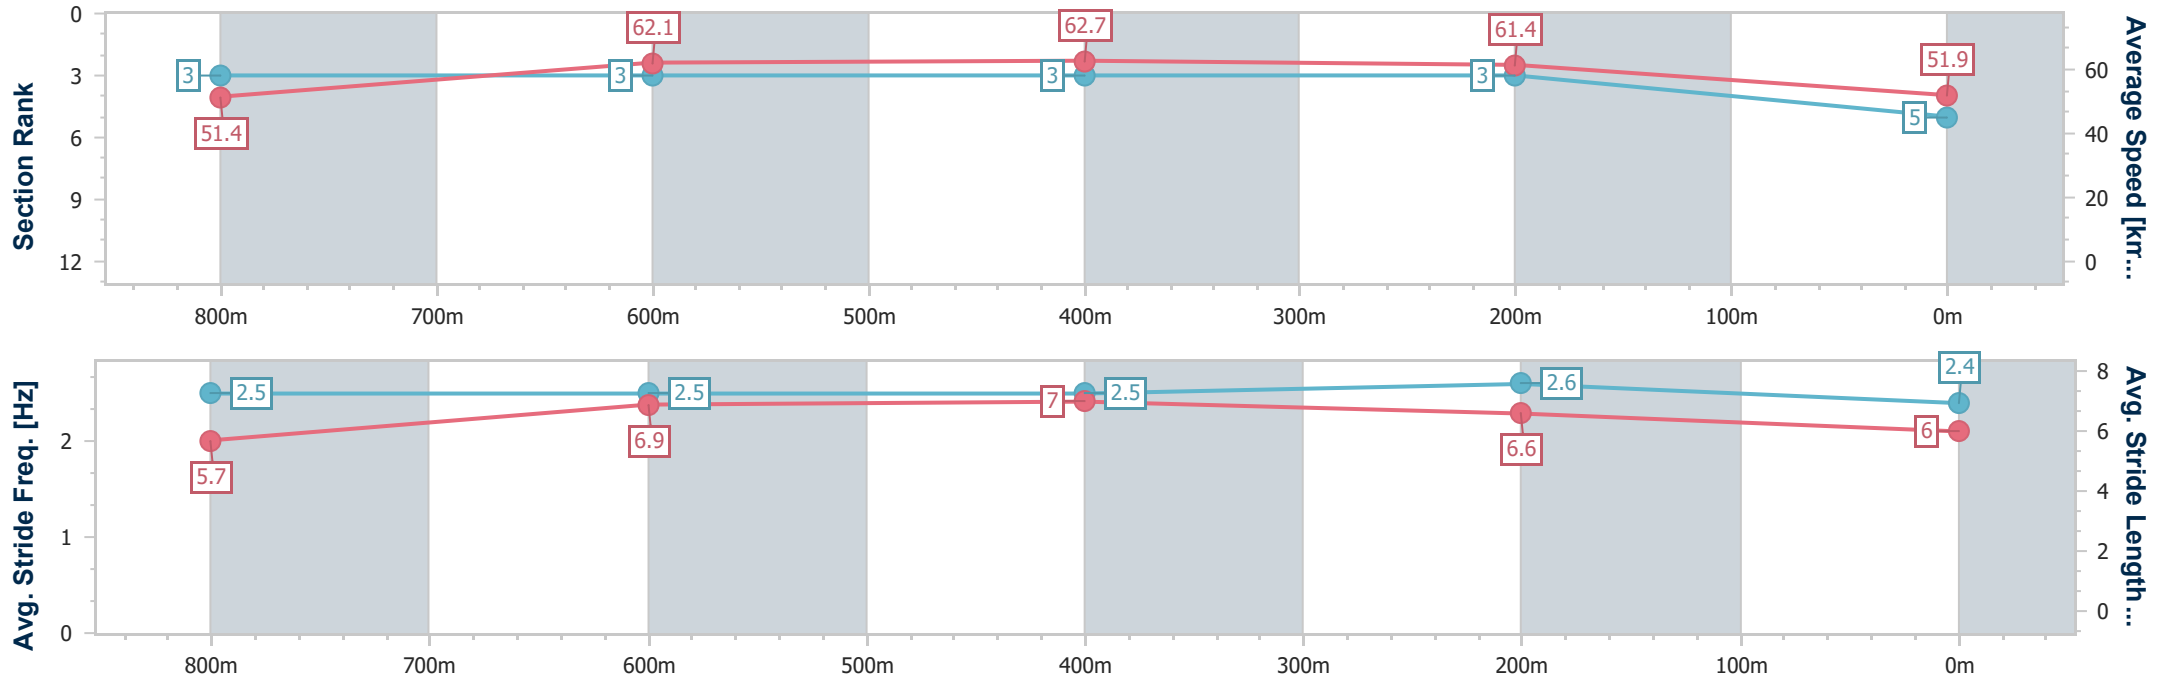 Section Rank
0
3
6
9
12
3
3
3
3
5
51.4
62.1
62.7
61.4
51.9
60
40
20
0
Average Speed [km...
800m
700m
600m
500m
400m
300m
200m
100m
0m
Avg. Stride Freq. [Hz]
2
1
0
2.5
2.5
2.5
2.6
2.4
5.7
6.9
7
6.6
6
8
6
4
2
0
Avg. Stride Length...
800m
700m
600m
500m
400m
300m
200m
100m
0m